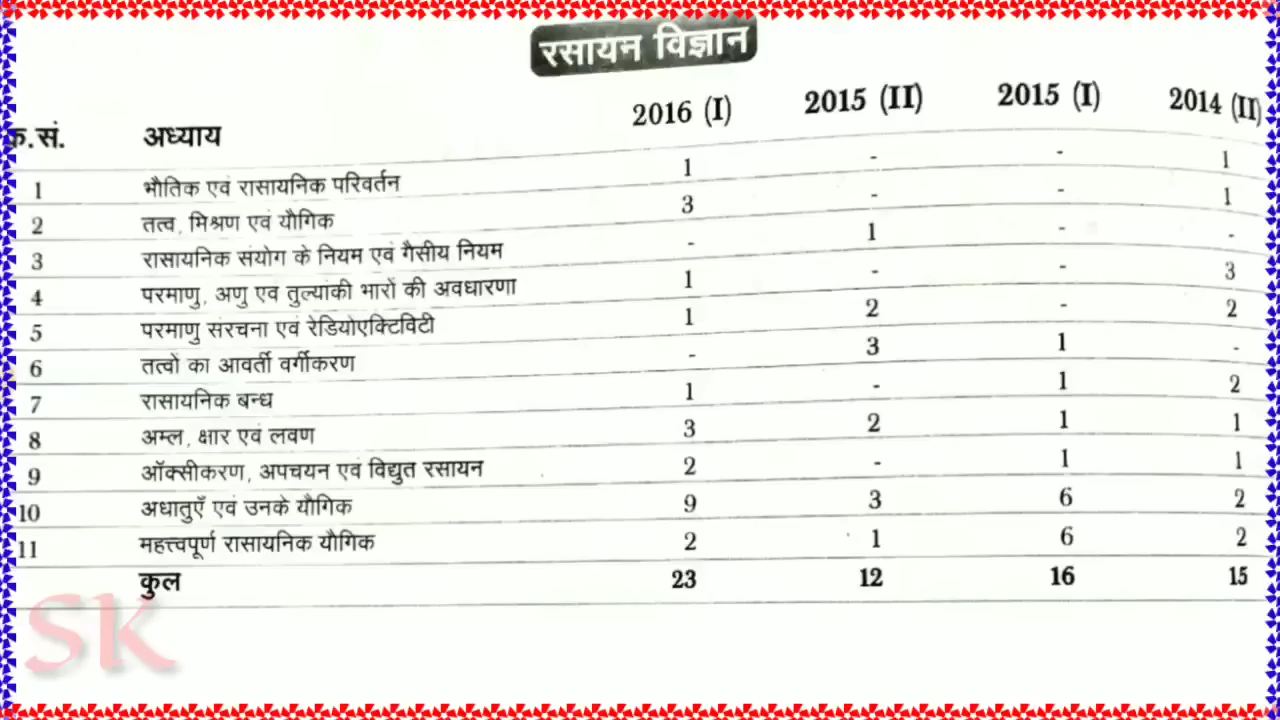 रसायन विज्ञान
क्र.सं. अध्याय 2016 (I) 2015 (II) 2015 (I) 2014 (II)
1 भौतिक एवं रासायनिक परिवर्तन 1 - - 1
2 तत्व, मिश्रण एवं यौगिक 3 - - 1
3 रासायनिक संयोग के नियम एवं गैसीय नियम - 1 - -
4 परमाणु, अणु एव तुल्यांकी भारों की अवधारणा 1 - - 3
5 परमाणु संरचना एवं रेडियोएक्टिविटी 1 2 - 2
6 तत्वों का आवर्ती वर्गीकरण - 3 1 -
7 रासायनिक बन्ध 1 - 1 2
8 अम्ल, क्षार एवं लवण 3 2 1 1
9 ऑक्सीकरण, अपचयन एवं विद्युत रसायन 2 - 1 1
10 अधातुएँ एवं उनके यौगिक 9 3 6 2
11 महत्त्वपूर्ण रासायनिक यौगिक 2 1 6 2
कुल 23 12 16 15
SK